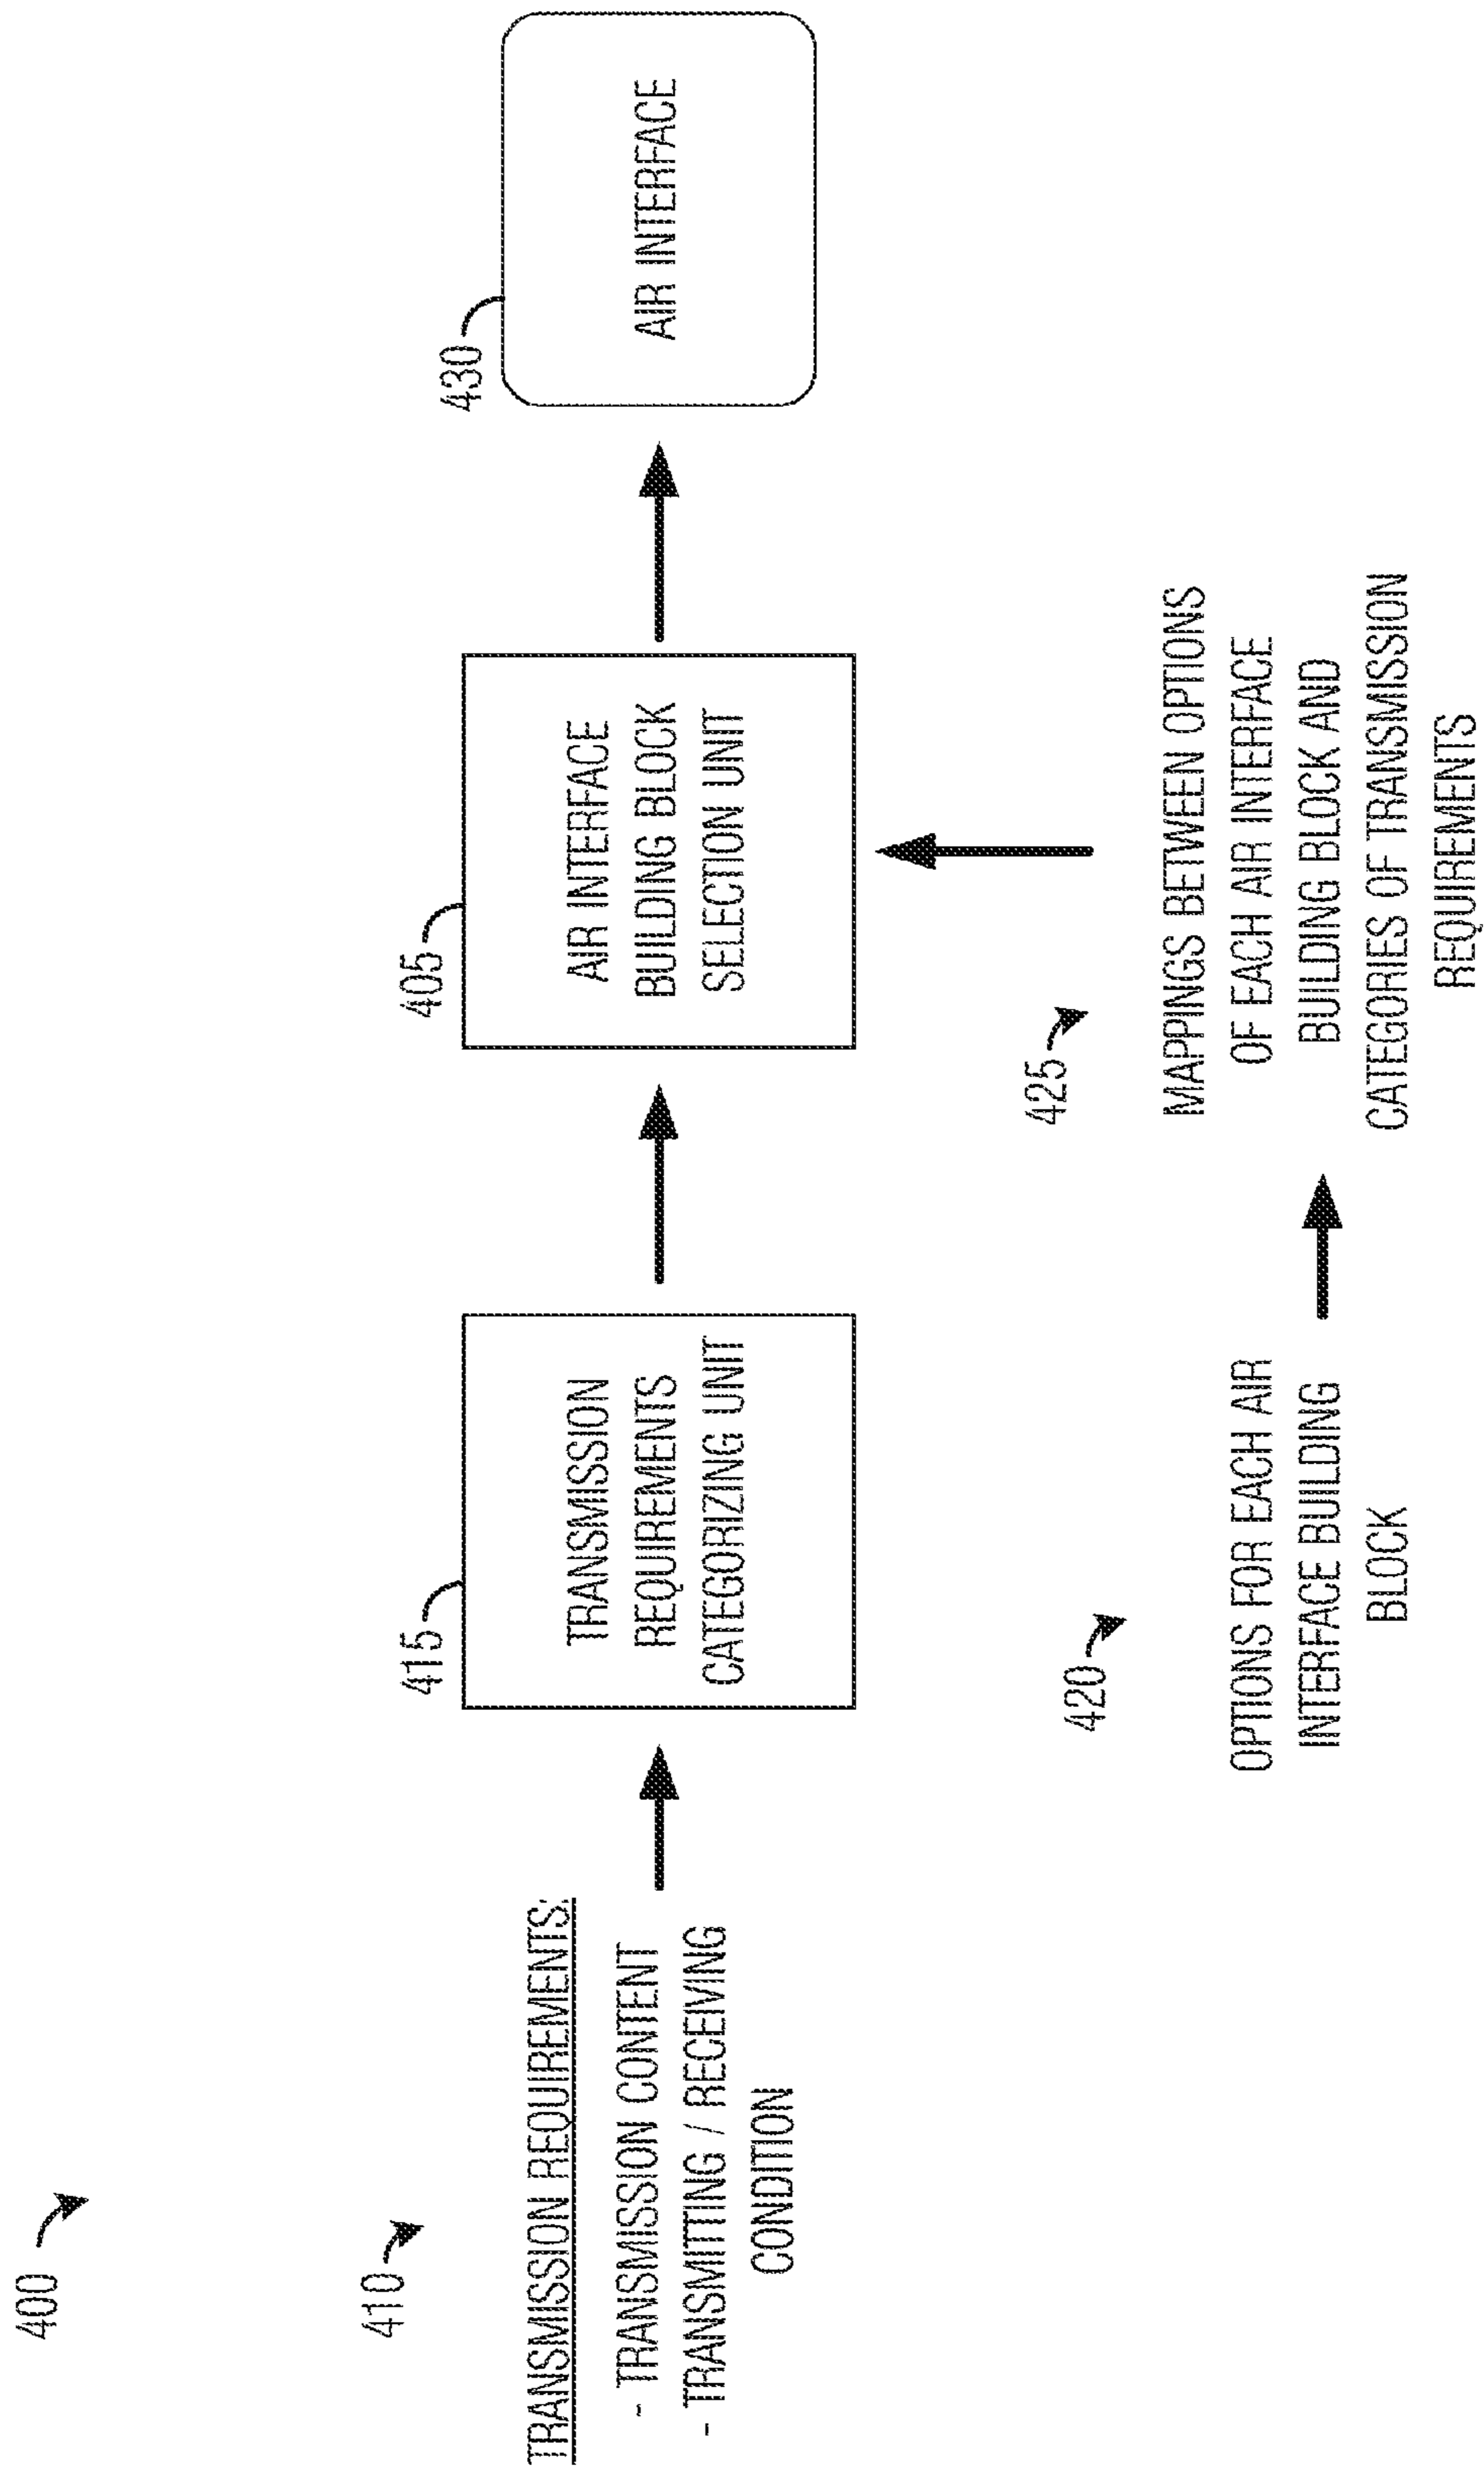 400
410
TRANSMISSION REQUIREMENTS:
- TRANSMISSION CONTENT
- TRANSMITTING / RECEIVING
CONDITION
415
TRANSMISSION
REQUIREMENTS
CATEGORIZING UNIT
405
AIR INTERFACE
BUILDING BLOCK
SELECTION UNIT
430
AIR INTERFACE
420
OPTIONS FOR EACH AIR
INTERFACE BUILDING
BLOCK
425
MAPPINGS BETWEEN OPTIONS
OF EACH AIR INTERFACE
BUILDING BLOCK AND
CATEGORIES OF TRANSMISSION
REQUIREMENTS